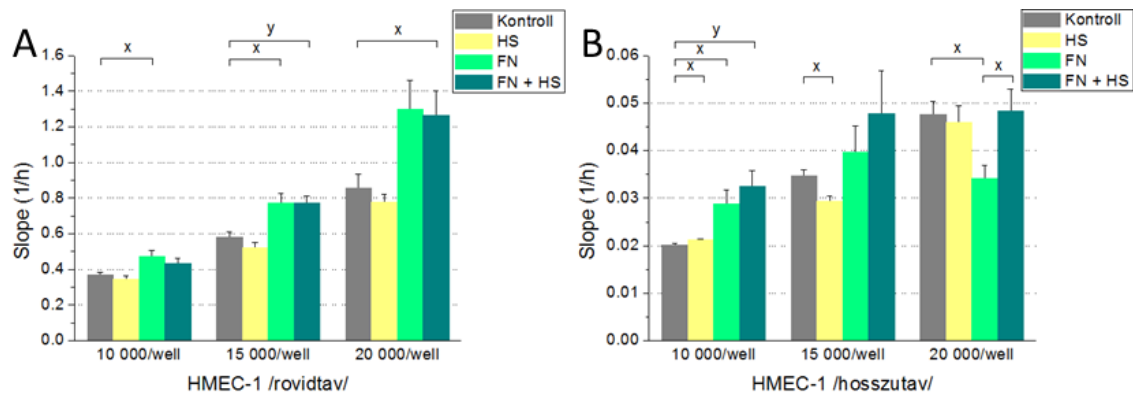 A
Kontroll
HS
FN
FN + HS
x
y
x
x
1.6
1.4
1.2
1.0
0.8
0.6
0.4
0.2
0.0
Slope (1/h)
10 000/well 15 000/well 20 000/well
HMEC-1 /rovidtav/
B
Kontroll
HS
FN
FN + HS
y
x
x
x
x
x
0.06
0.05
0.04
0.03
0.02
0.01
0.00
Slope (1/h)
10 000/well 15 000/well 20 000/well
HMEC-1 /hosszutav/